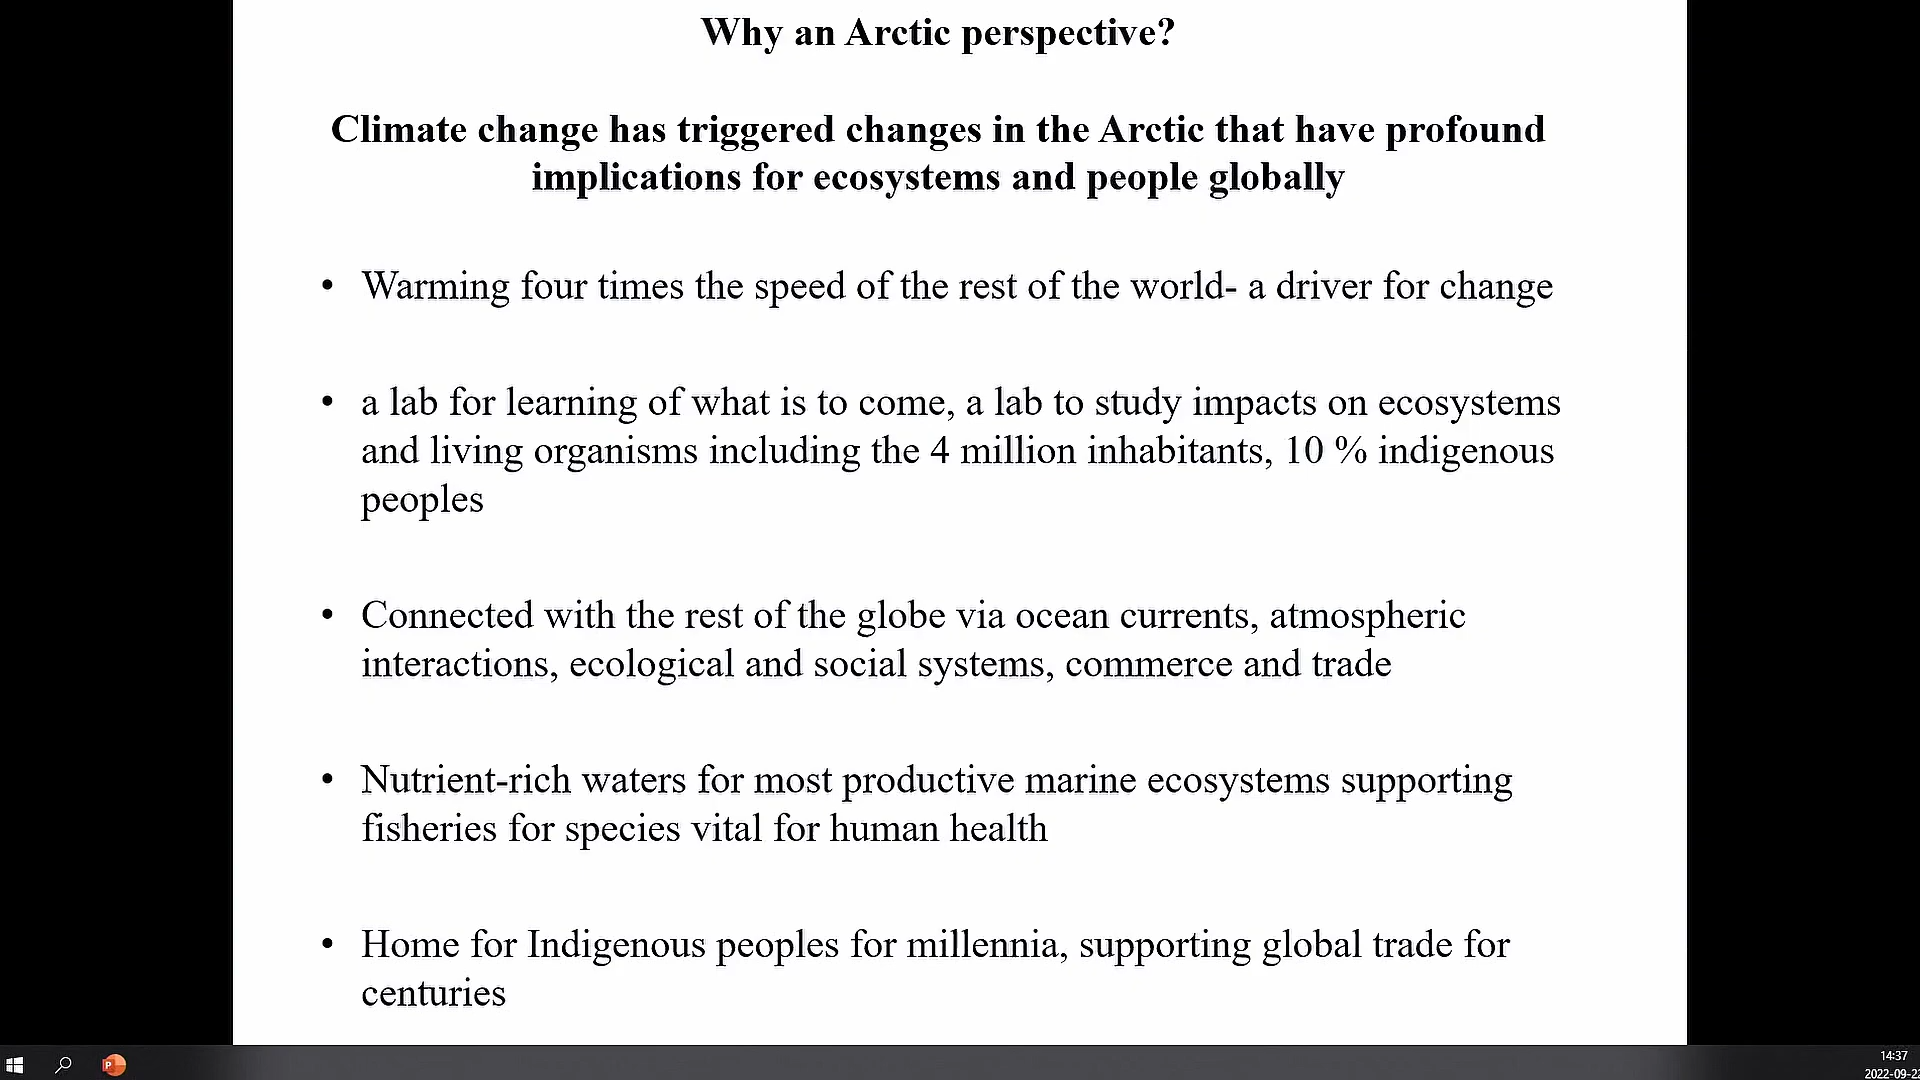 Why an Arctic perspective?
Climate change has triggered changes in the Arctic that have profound
implications for ecosystems and people globally
• Warming four times the speed of the rest of the world- a driver for change
• a lab for learning of what is to come, a lab to study impacts on ecosystems
and living organisms including the 4 million inhabitants, 10 % indigenous
peoples
• Connected with the rest of the globe via ocean currents, atmospheric
interactions, ecological and social systems, commerce and trade
• Nutrient-rich waters for most productive marine ecosystems supporting
fisheries for species vital for human health
• Home for Indigenous peoples for millennia, supporting global trade for
centuries
P
14:37
2022-09-22